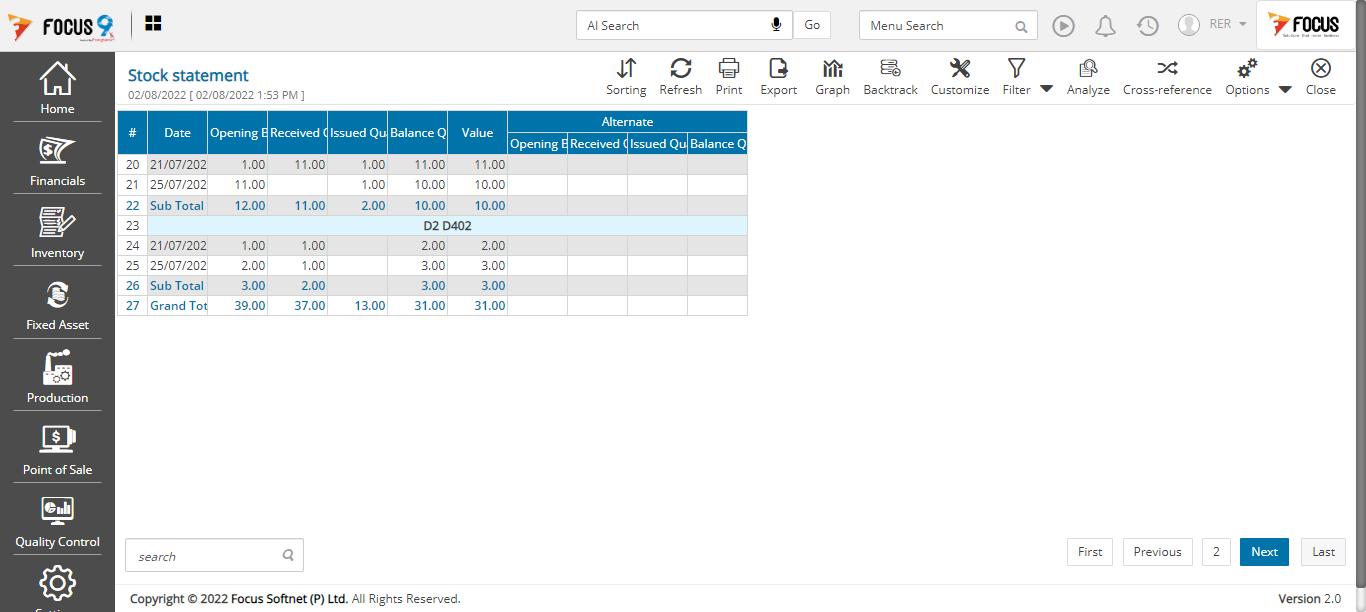 FOCUS 9
AI Search
Go
Menu Search
RER
FOCUS
Home
Financials
Inventory
Fixed Asset
Production
Point of Sale
Quality Control
Stock statement
02/08/2022 [ 02/08/2022 1:53 PM ]
Sorting Refresh Print Export Graph Backtrack Customize Filter Analyze Cross-reference Options Close
# Date Opening B Received Q Issued Qu Balance Q Value Alternate
Opening B Received Q Issued Qu Balance Q
20 21/07/202 1.00 11.00 1.00 11.00 11.00
21 25/07/202 11.00 1.00 10.00 10.00
22 Sub Total 12.00 11.00 2.00 10.00 10.00
23 D2 D402
24 21/07/202 1.00 1.00 2.00 2.00
25 25/07/202 2.00 1.00 3.00 3.00
26 Sub Total 3.00 2.00 3.00 3.00
27 Grand Tot 39.00 37.00 13.00 31.00 31.00
search
First Previous 2 Next Last
Copyright © 2022 Focus Softnet (P) Ltd. All Rights Reserved.
Version 2.0